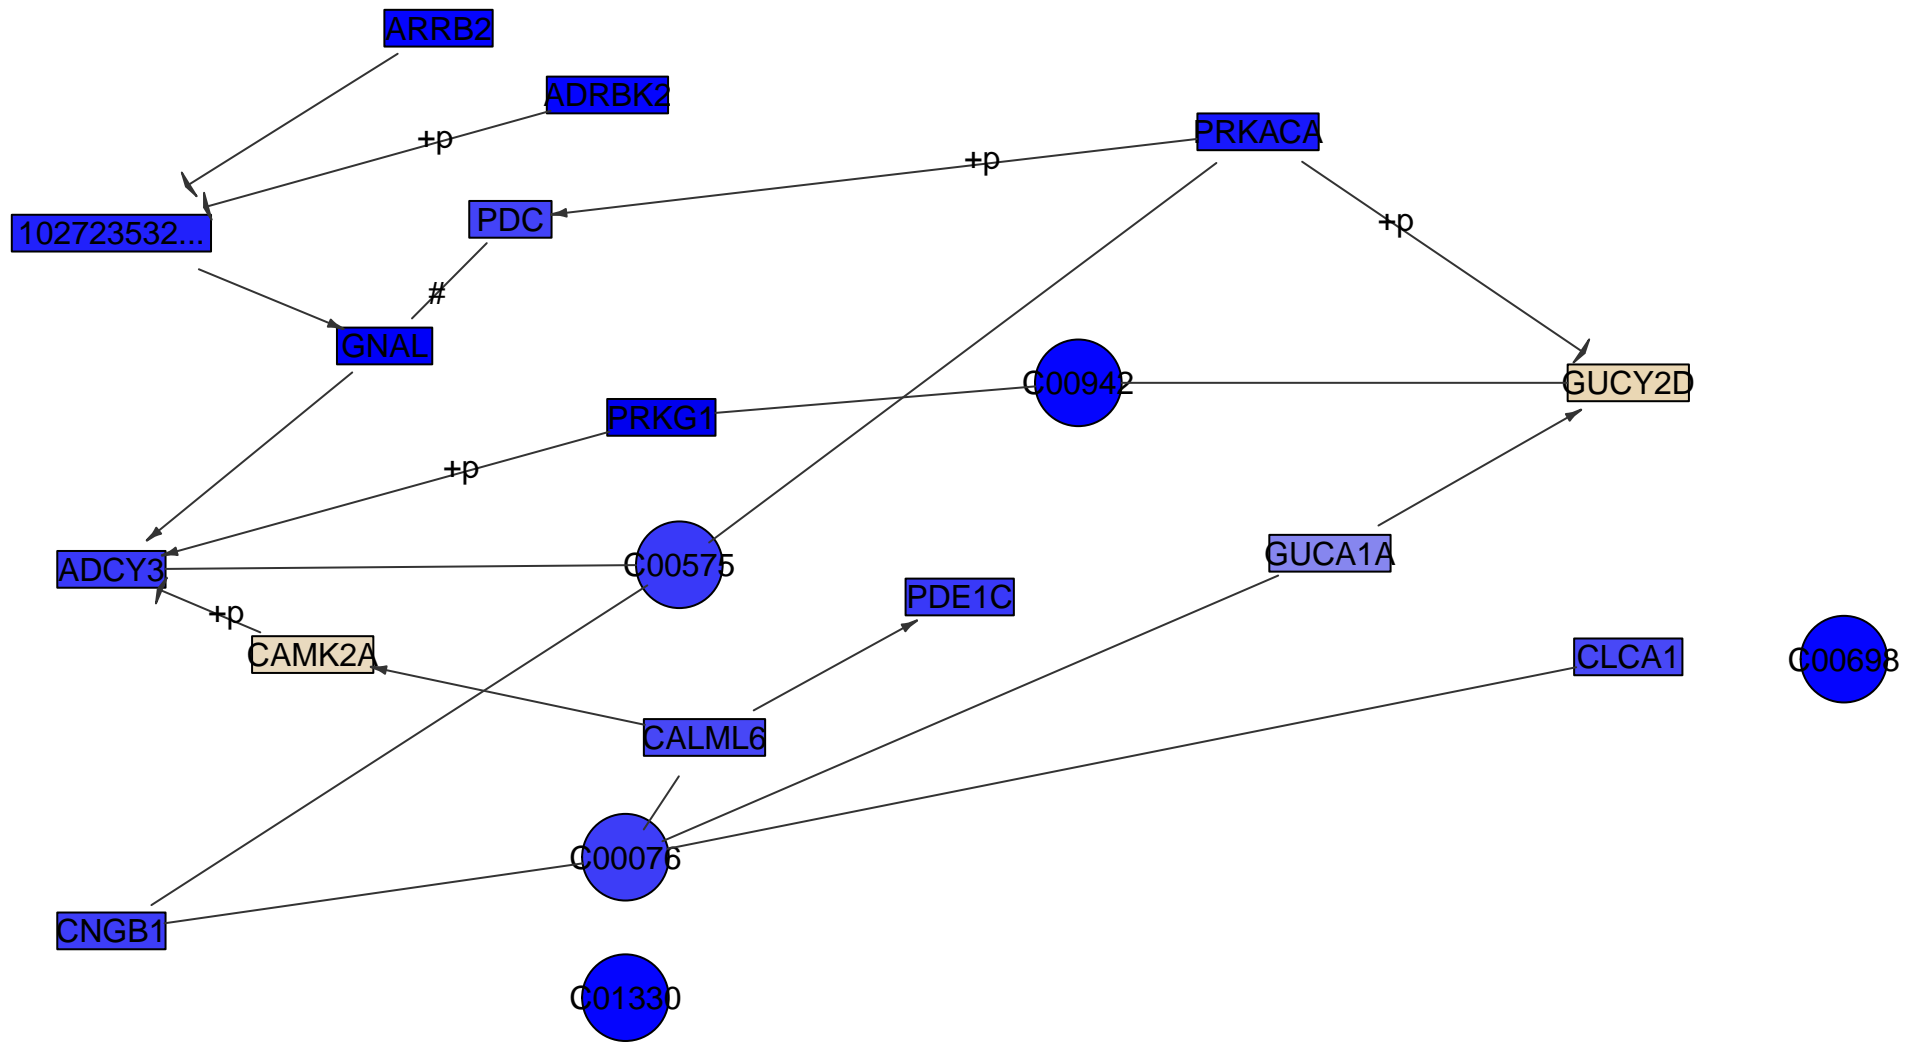 ARRB2
ADRBK2
+p
PRKACA
+p
102723532...
PDC
+p
#
GNAL
C00942
GUCY2D
PRKG1
+p
ADCY3
C00575
GUCA1A
PDE1C
+p
CAMK2A
CLCA1
C00698
CALML6
C00076
CNGB1
C01330